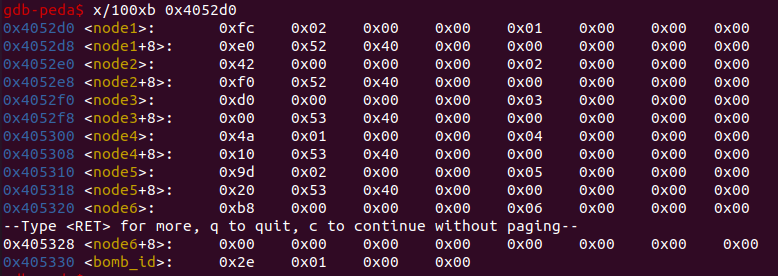 gdb-peda$ x/100xb 0x4052d0
0x4052d0 <node1>: 0xfc 0x02 0x00 0x00 0x01 0x00 0x00 0x00
0x4052d8 <node1+8>: 0xe0 0x52 0x40 0x00 0x00 0x00 0x00 0x00
0x4052e0 <node2>: 0x42 0x00 0x00 0x00 0x02 0x00 0x00 0x00
0x4052e8 <node2+8>: 0xf0 0x52 0x40 0x00 0x00 0x00 0x00 0x00
0x4052f0 <node3>: 0xd0 0x00 0x00 0x00 0x03 0x00 0x00 0x00
0x4052f8 <node3+8>: 0x00 0x53 0x40 0x00 0x00 0x00 0x00 0x00
0x405300 <node4>: 0x4a 0x01 0x00 0x00 0x04 0x00 0x00 0x00
0x405308 <node4+8>: 0x10 0x53 0x40 0x00 0x00 0x00 0x00 0x00
0x405310 <node5>: 0x9d 0x02 0x00 0x00 0x05 0x00 0x00 0x00
0x405318 <node5+8>: 0x20 0x53 0x40 0x00 0x00 0x00 0x00 0x00
0x405320 <node6>: 0xb8 0x00 0x00 0x00 0x06 0x00 0x00 0x00
--Type <RET> for more, q to quit, c to continue without paging--
0x405328 <node6+8>: 0x00 0x00 0x00 0x00 0x00 0x00 0x00 0x00
0x405330 <bomb_id>: 0x2e 0x01 0x00 0x00